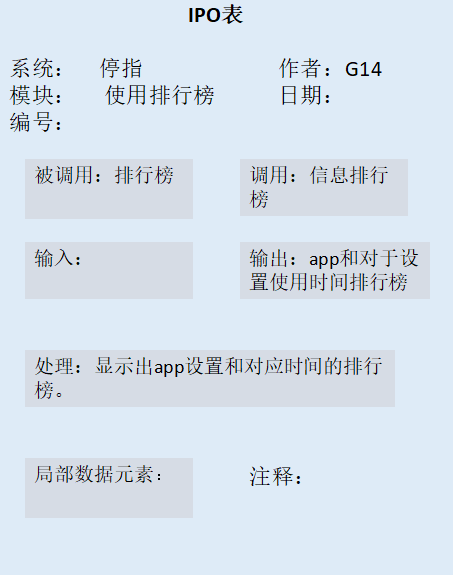 IPO表
系统： 停指 作者：G14
模块： 使用排行榜 日期：
编号：
被调用：排行榜
调用：信息排行
榜
输入：
输出：app和对于设
置使用时间排行榜
处理：显示出app设置和对应时间的排行
榜。
局部数据元素：
注释：